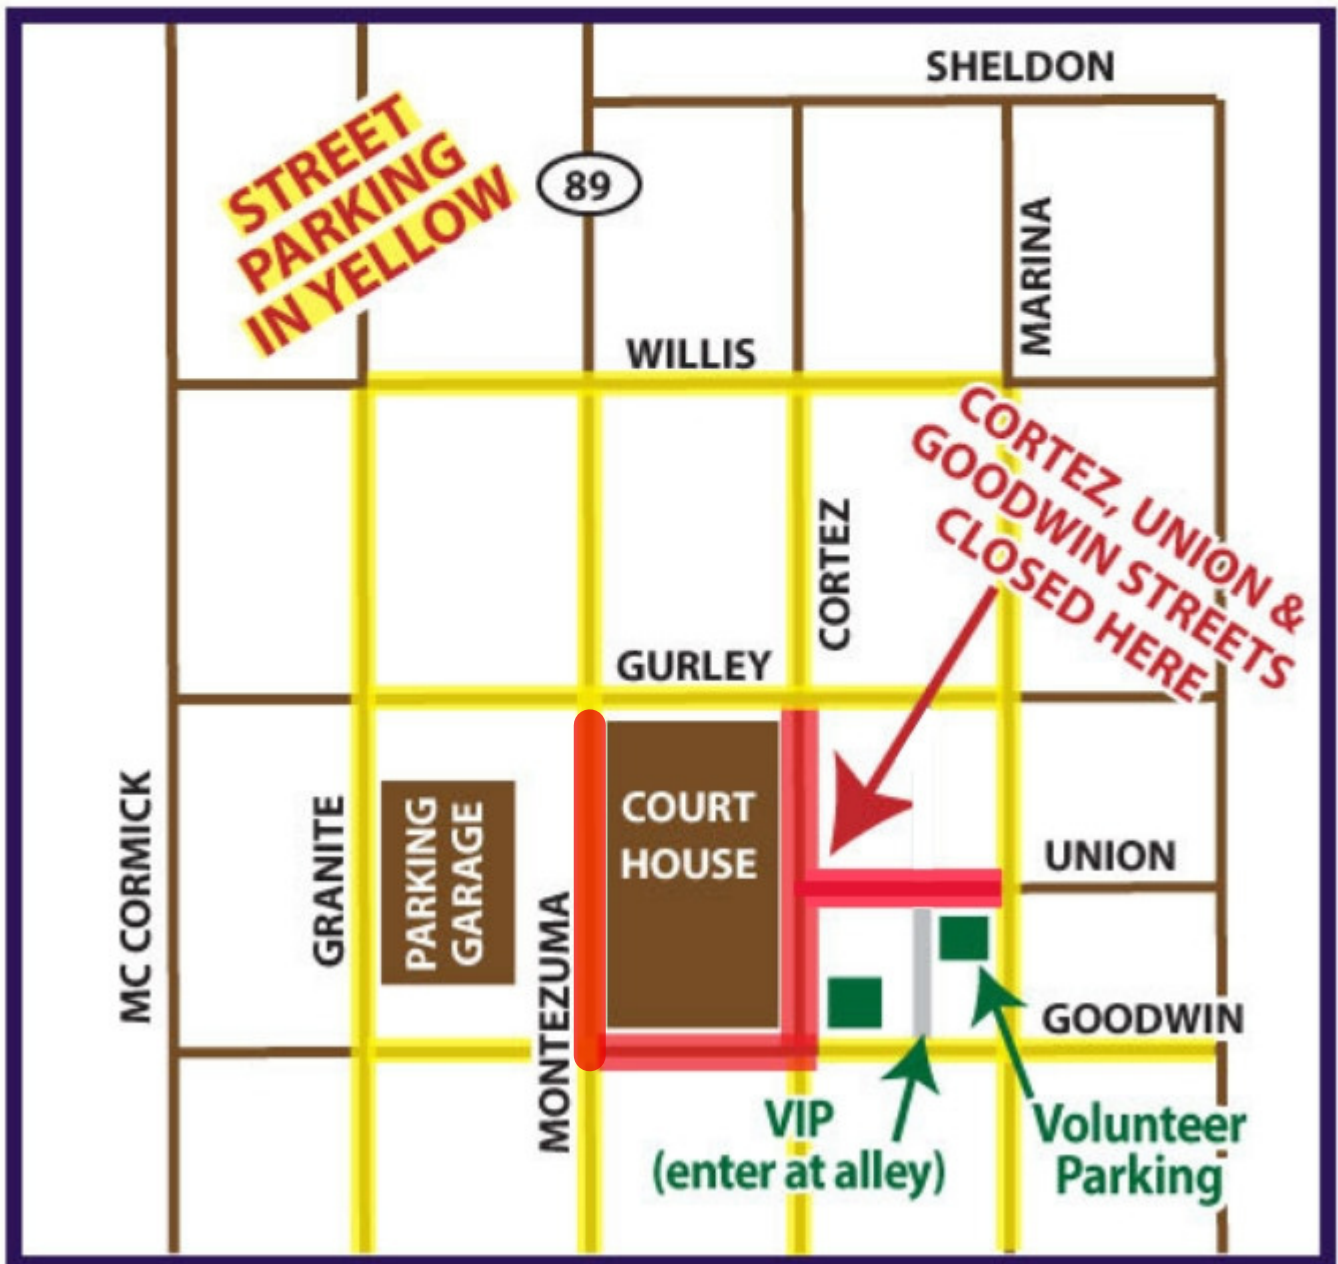 SHELDON
STREET
PARKING
IN YELLOW
89
MARINA
WILLIS
CORTEZ, UNION &
GOODWIN STREETS
CLOSED HERE
CORTEZ
GURLEY
MC CORMICK
GRANITE
PARKING
GARAGE
MONTEZUMA
COURT
HOUSE
UNION
GOODWIN
VIP
(enter at alley)
Volunteer
Parking